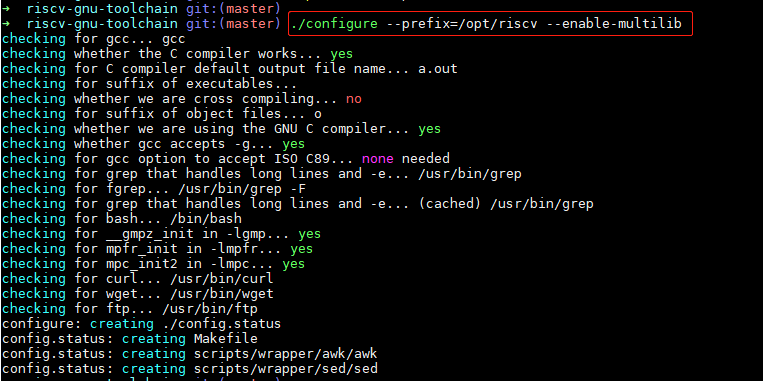 ➜ riscv-gnu-toolchain git:(master)
➜ riscv-gnu-toolchain git:(master) ./configure --prefix=/opt/riscv --enable-multilib
checking for gcc... gcc
checking whether the C compiler works... yes
checking for C compiler default output file name... a.out
checking for suffix of executables...
checking whether we are cross compiling... no
checking for suffix of object files... o
checking whether we are using the GNU C compiler... yes
checking whether gcc accepts -g... yes
checking for gcc option to accept ISO C89... none needed
checking for grep that handles long lines and -e... /usr/bin/grep
checking for fgrep... /usr/bin/grep -F
checking for grep that handles long lines and -e... (cached) /usr/bin/grep
checking for bash... /bin/bash
checking for __gmpz_init in -lgmp... yes
checking for mpfr_init in -lmpfr... yes
checking for mpc_init2 in -lmpc... yes
checking for curl... /usr/bin/curl
checking for wget... /usr/bin/wget
checking for ftp... /usr/bin/ftp
configure: creating ./config.status
config.status: creating Makefile
config.status: creating scripts/wrapper/awk/awk
config.status: creating scripts/wrapper/sed/sed